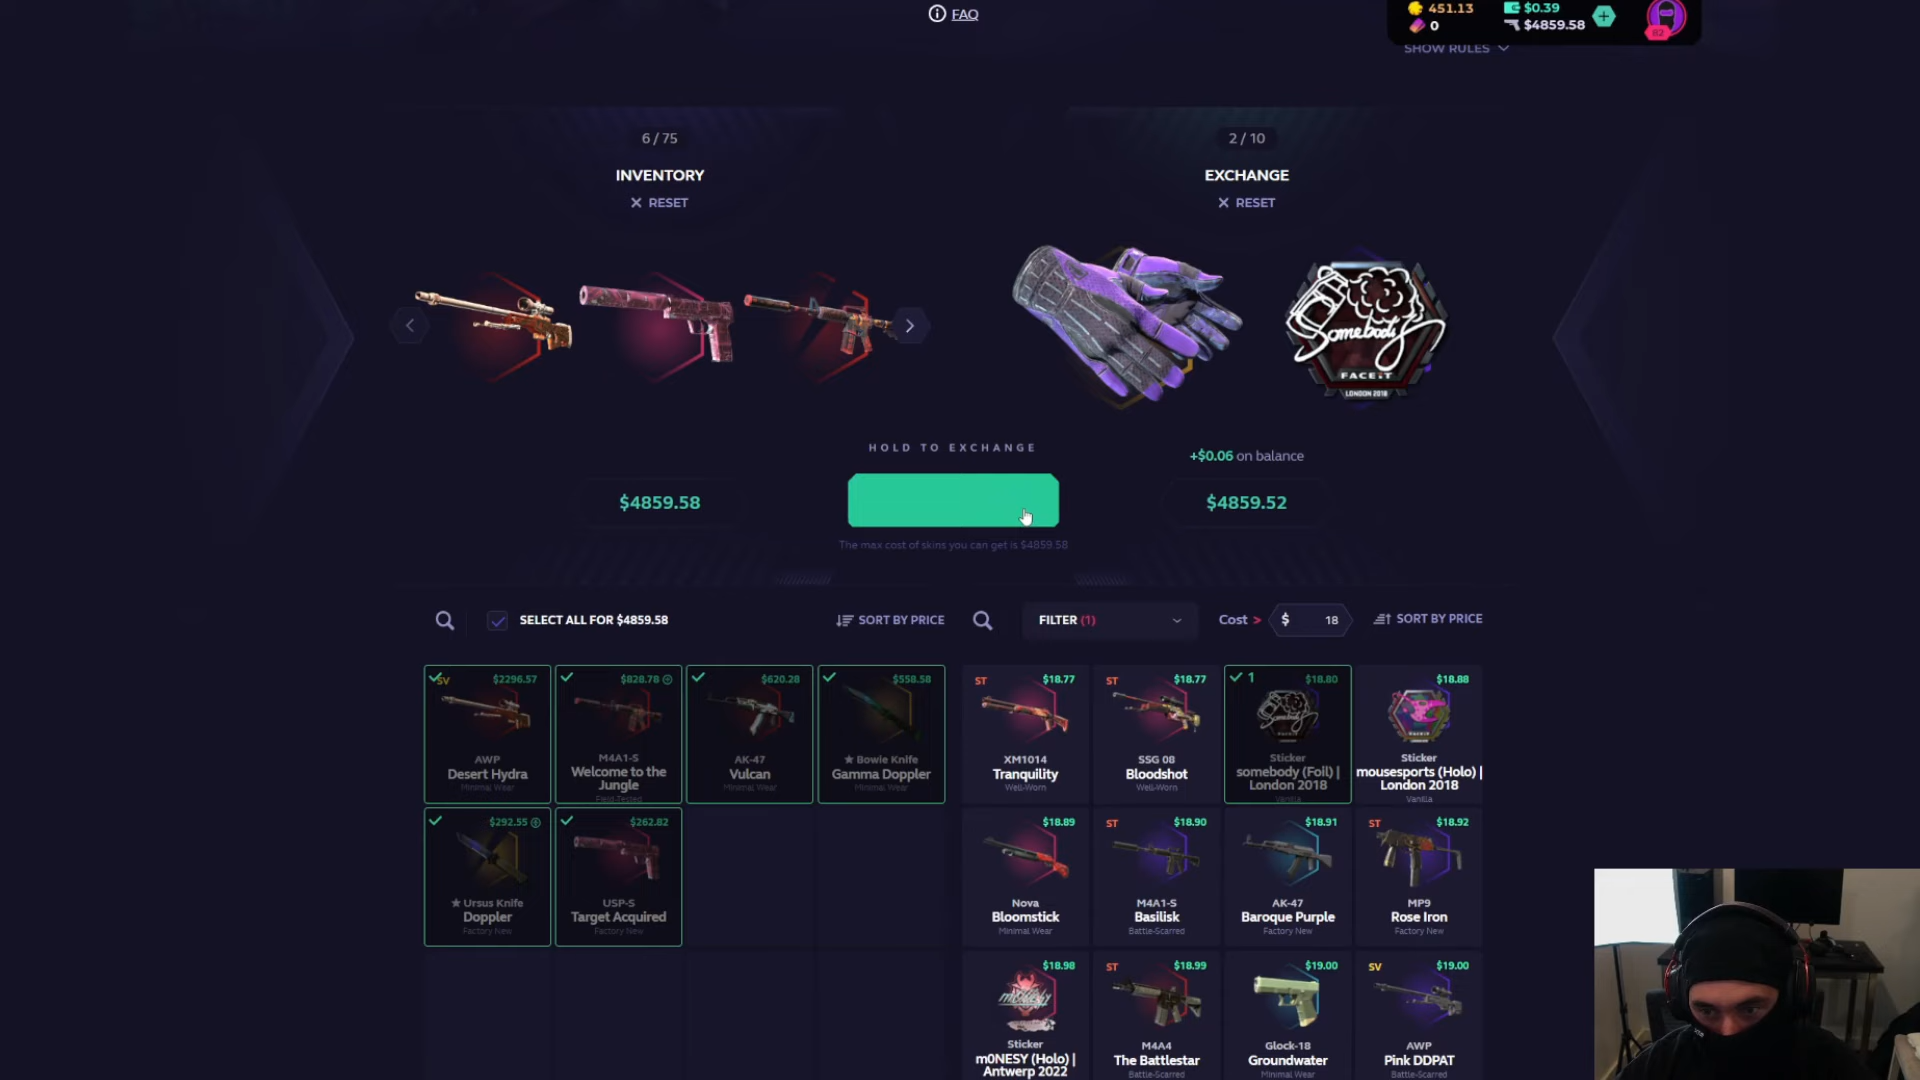 FAQ
451.13
$0.39
0
$4859.58
82
SHOW RULES
6 / 75
INVENTORY
RESET
2 / 10
EXCHANGE
RESET
Somebody
FACEIT
LONDON 2018
HOLD TO EXCHANGE
+$0.06 on balance
$4859.58
$4859.52
The max cost of skins you can get is $4859.58
SELECT ALL FOR $4859.58
SORT BY PRICE
FILTER (1)
Cost >
$ 18
SORT BY PRICE
SV $2296.57
AWP
Desert Hydra
Minimal Wear
$828.78
M4A1-S
Welcome to the
Jungle
Field-Tested
$620.28
AK-47
Vulcan
Minimal Wear
$558.58
★ Bowie Knife
Gamma Doppler
Minimal Wear
ST $18.77
XM1014
Tranquility
Well-Worn
ST $18.77
SSG 08
Bloodshot
Well-Worn
1 $18.80
Sticker
somebody (Foil) |
London 2018
Vanilla
$18.88
Sticker
mousesports (Holo) |
London 2018
Vanilla
$292.55
★ Ursus Knife
Doppler
Factory New
$262.82
USP-S
Target Acquired
Factory New
$18.89
Nova
Bloomstick
Minimal Wear
ST $18.90
M4A1-S
Basilisk
Battle-Scarred
$18.91
AK-47
Baroque Purple
Factory New
ST $18.92
MP9
Rose Iron
Factory New
$18.98
Sticker
m0NESY (Holo) |
Antwerp 2022
ST $18.99
M4A4
The Battlestar
Battle-Scarred
$19.00
Glock-18
Groundwater
Minimal Wear
SV $19.00
AWP
Pink DDPAT
Battle-Scarred